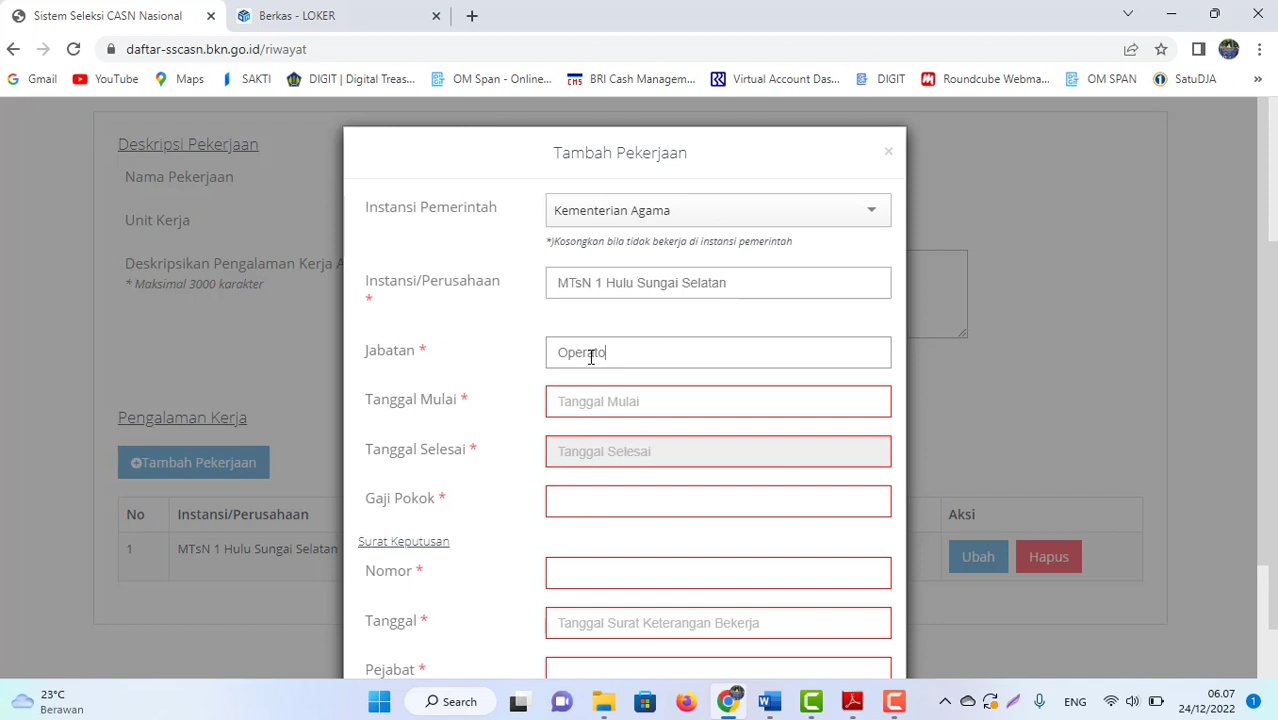 Sistem Seleksi CASN Nasional
Berkas - LOKER
daftar-sscasn.bkn.go.id/riwayat
Gmail YouTube Maps SAKTI DIGIT | Digital Treas... OM Span - Online... BRI Cash Managem... Virtual Account Das... DIGIT Roundcube Webma... OM SPAN SatuDJA »
Deskripsi Pekerjaan
Nama Pekerjaan
Unit Kerja
Deskripsikan Pengalaman Kerja A
* Maksimal 3000 karakter
Pengalaman Kerja
Tambah Pekerjaan
No Instansi/Perusahaan Aksi
1 MTsN 1 Hulu Sungai Selatan Ubah Hapus
Tambah Pekerjaan ×
Instansi Pemerintah Kementerian Agama
*)Kosongkan bila tidak bekerja di instansi pemerintah
Instansi/Perusahaan MTsN 1 Hulu Sungai Selatan
*
Jabatan * Operato
Tanggal Mulai * Tanggal Mulai
Tanggal Selesai * Tanggal Selesai
Gaji Pokok *
Surat Keputusan
Nomor *
Tanggal * Tanggal Surat Keterangan Bekerja
Pejabat *
23°C
Berawan
Search
ENG
06.07
24/12/2022
1